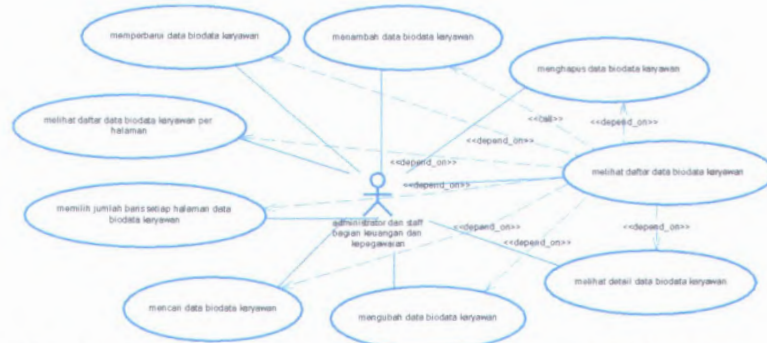 memperbarui data biodata karyawan
menambah data biodata karyawan
menghapus data biodata karyawan
melihat daftar data biodata karyawan per
halaman
<<call>>
<<depend_on>>
<<depend_on>>
<<depend_on>>
melihat daftar data biodata karyawan
<<depend_on>>
memilih jumlah baris setiap halaman data
biodata karyawan
administrator dan staff
bagian keuangan dan
kepegawaian
<<depend_on>>
<<depend_on>>
<<depend_on>>
melihat detail data biodata karyawan
mencari data biodata karyawan
mengubah data biodata karyawan